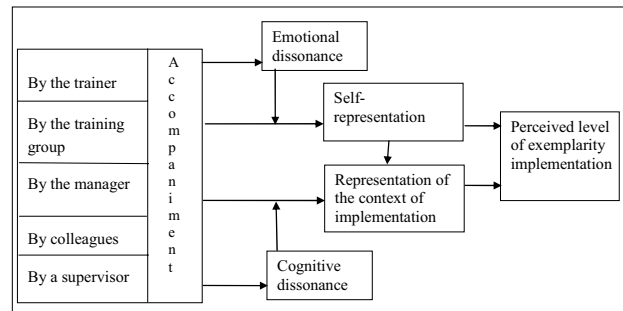 By the trainer
By the training
group
By the manager
By colleagues
By a supervisor
Accompaniment
Emotional
dissonance
Self-
representation
Representation of
the context of
implementation
Cognitive
dissonance
Perceived level
of exemplarity
implementation